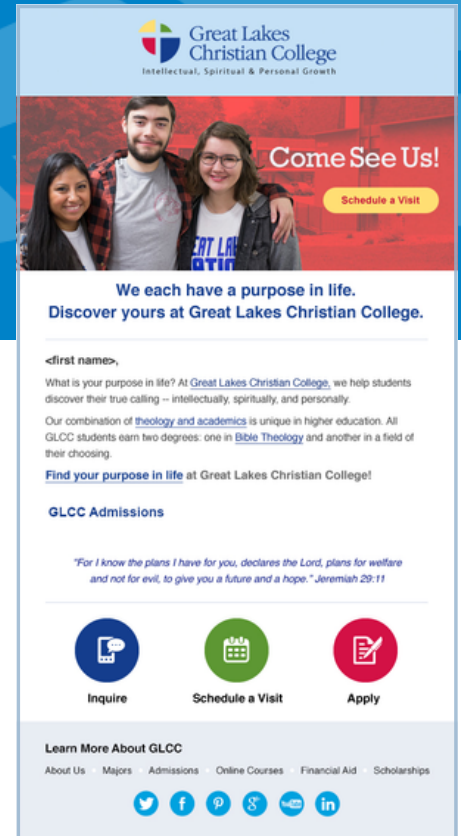 Great Lakes
Christian College
Intellectual, Spiritual & Personal Growth
Come See Us!
Schedule a Visit
We each have a purpose in life.
Discover yours at Great Lakes Christian College.
<first name>,
What is your purpose in life? At Great Lakes Christian College, we help students
discover their true calling -- intellectually, spiritually, and personally.
Our combination of theology and academics is unique in higher education. All
GLCC students earn two degrees: one in Bible Theology and another in a field of
their choosing.
Find your purpose in life at Great Lakes Christian College!
GLCC Admissions
"For I know the plans I have for you, declares the Lord, plans for welfare
and not for evil, to give you a future and a hope." Jeremiah 29:11
Inquire Schedule a Visit Apply
Learn More About GLCC
About Us Majors Admissions Online Courses Financial Aid Scholarships